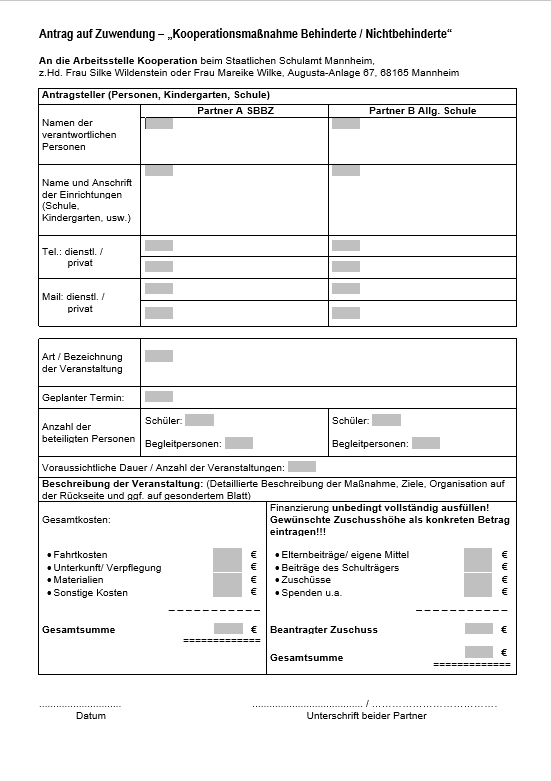 Antrag auf Zuwendung – „Kooperationsmaßnahme Behinderte / Nichtbehinderte“
An die Arbeitsstelle Kooperation beim Staatlichen Schulamt Mannheim,
z.Hd. Frau Silke Wildenstein oder Frau Mareike Wilke, Augusta-Anlage 67, 68165 Mannheim
Antragsteller (Personen, Kindergarten, Schule)
Partner A SBBZ
Partner B Allg. Schule
Namen der
verantwortlichen
Personen
Name und Anschrift
der Einrichtungen
(Schule,
Kindergarten, usw.)
Tel.: dienstl. /
privat
Mail: dienstl. /
privat
Art / Bezeichnung
der Veranstaltung
Geplanter Termin:
Anzahl der
beteiligten Personen
Schüler:
Begleitpersonen:
Schüler:
Begleitpersonen:
Voraussichtliche Dauer / Anzahl der Veranstaltungen:
Beschreibung der Veranstaltung: (Detaillierte Beschreibung der Maßnahme, Ziele, Organisation auf
der Rückseite und ggf. auf gesondertem Blatt)
Gesamtkosten:
• Fahrtkosten €
• Unterkunft/ Verpflegung €
• Materialien €
• Sonstige Kosten €
_ _ _ _ _ _ _ _ _ _
Gesamtsumme €
============
Finanzierung unbedingt vollständig ausfüllen!
Gewünschte Zuschusshöhe als konkreten Betrag
eintragen!!!
• Elternbeiträge/ eigene Mittel €
• Beiträge des Schulträgers €
• Zuschüsse €
• Spenden u.a. €
_ _ _ _ _ _ _ _ _ _
Beantragter Zuschuss €
Gesamtsumme €
============
............................. ....................................... / ……………………………….
Datum Unterschrift beider Partner